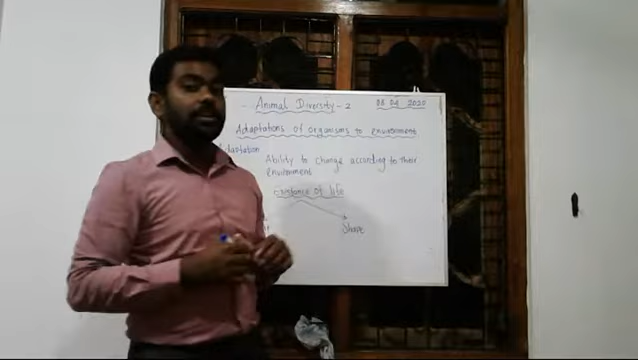 - Animal Diversity - 2
08.04.2020
Adaptations of organisms to environment
Adaptation
Ability to change according to their
Environment
Existence of life
Shape